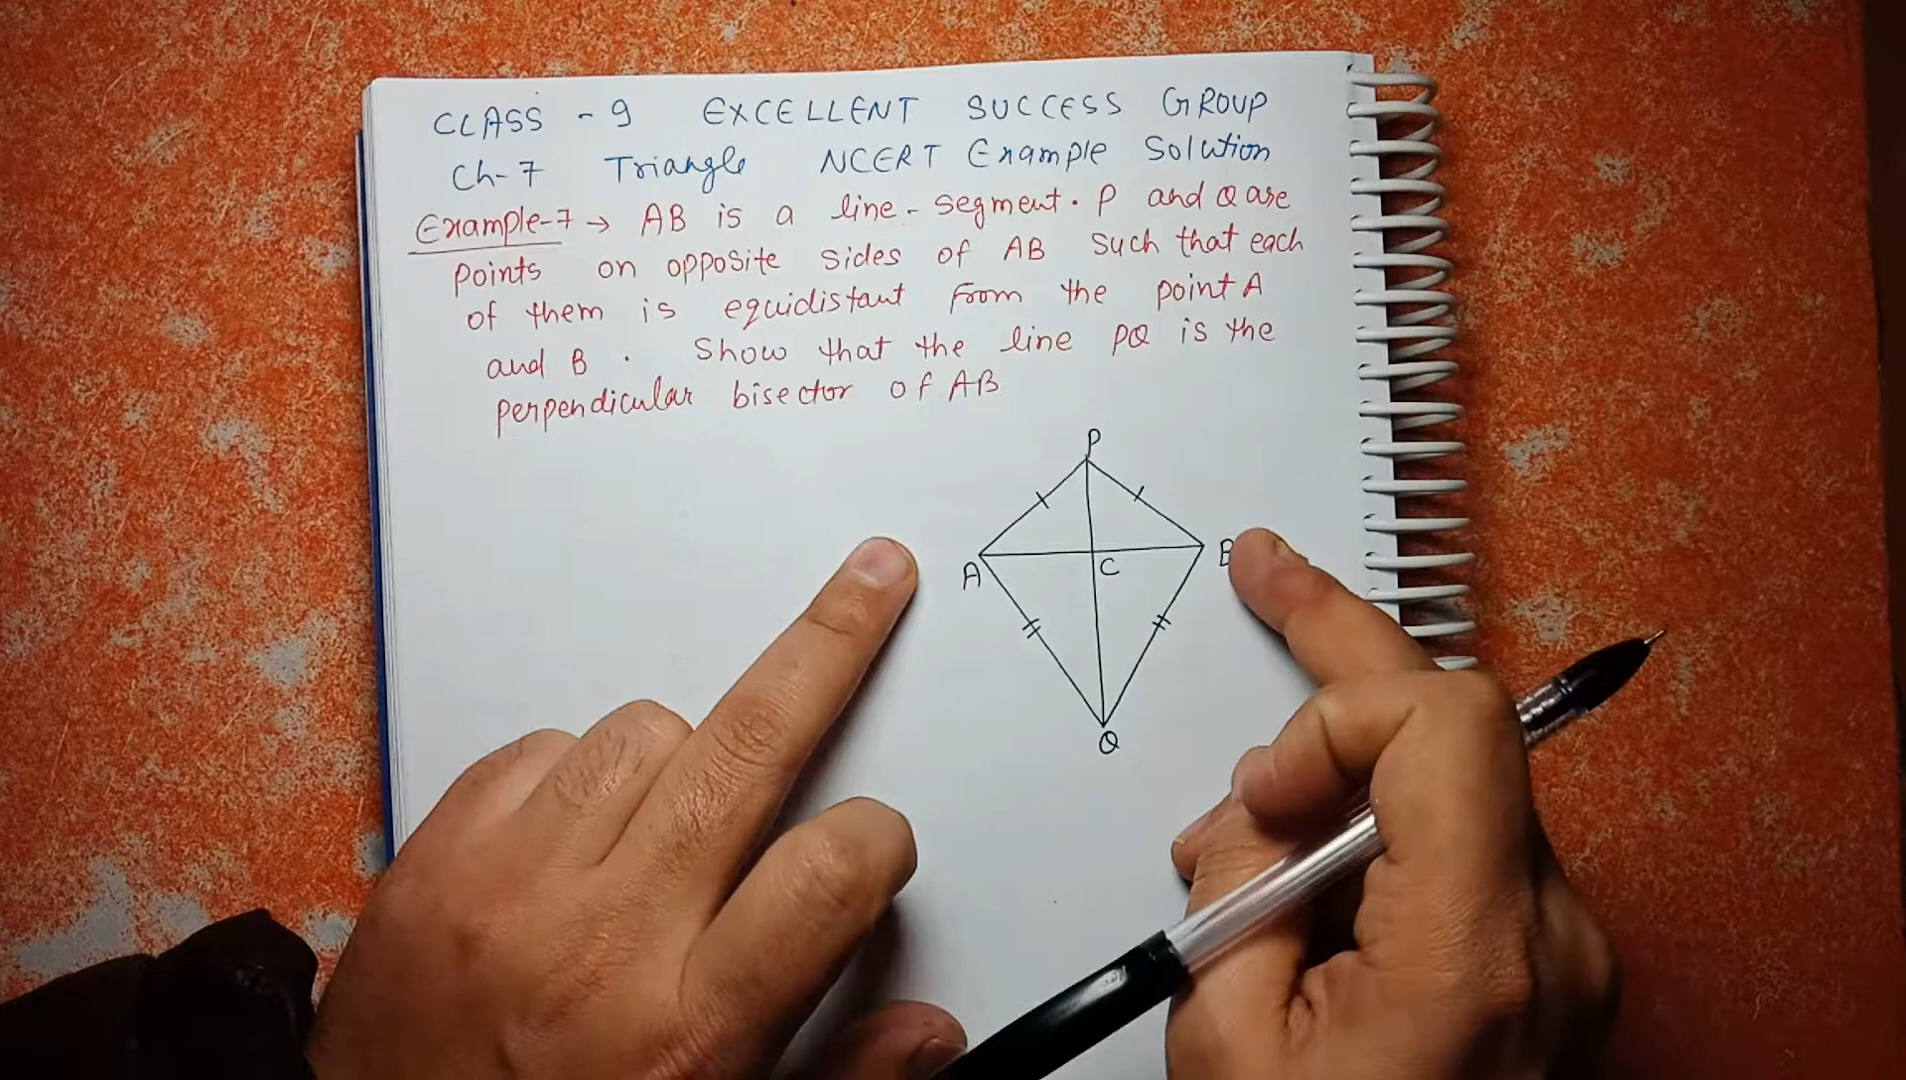 CLASS - 9 EXCELLENT SUCCESS GROUP
Ch-7 Triangle NCERT Example Solution
Example-7 → AB is a line-segment. P and Q are
points on opposite sides of AB such that each
of them is equidistant From the point A
and B . Show that the line PQ is the
perpendicular bisector of AB
P
A
C
B
Q